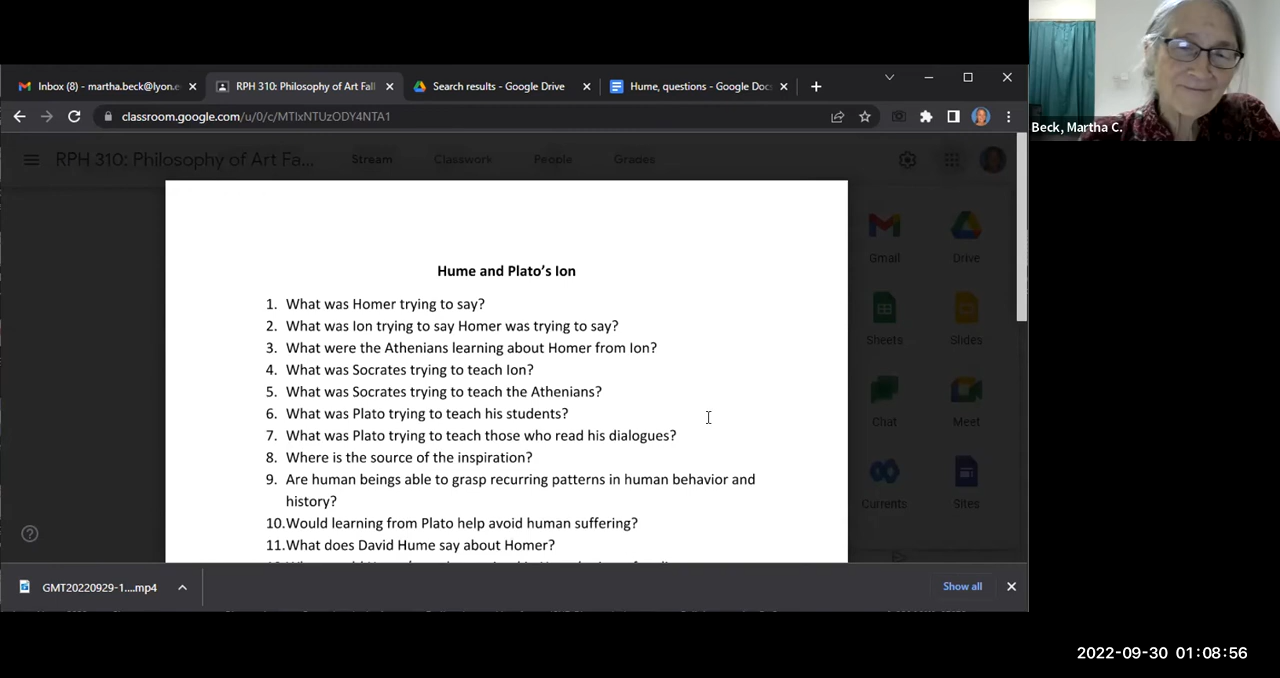 Inbox (8) - martha.beck@lyon.e
RPH 310: Philosophy of Art Fall
Search results - Google Drive
Hume, questions - Google Docs
classroom.google.com/u/0/c/MTIxNTUzODY4NTA1
Beck, Martha C.
RPH 310: Philosophy of Art Fa...
Stream
Classwork
People
Grades
Hume and Plato's Ion
1. What was Homer trying to say?
2. What was Ion trying to say Homer was trying to say?
3. What were the Athenians learning about Homer from Ion?
4. What was Socrates trying to teach Ion?
5. What was Socrates trying to teach the Athenians?
6. What was Plato trying to teach his students?
7. What was Plato trying to teach those who read his dialogues?
8. Where is the source of the inspiration?
9. Are human beings able to grasp recurring patterns in human behavior and
history?
10.Would learning from Plato help avoid human suffering?
11.What does David Hume say about Homer?
Gmail
Drive
Sheets
Slides
Chat
Meet
Currents
Sites
GMT20220929-1....mp4
Show all
2022-09-30 01:08:56